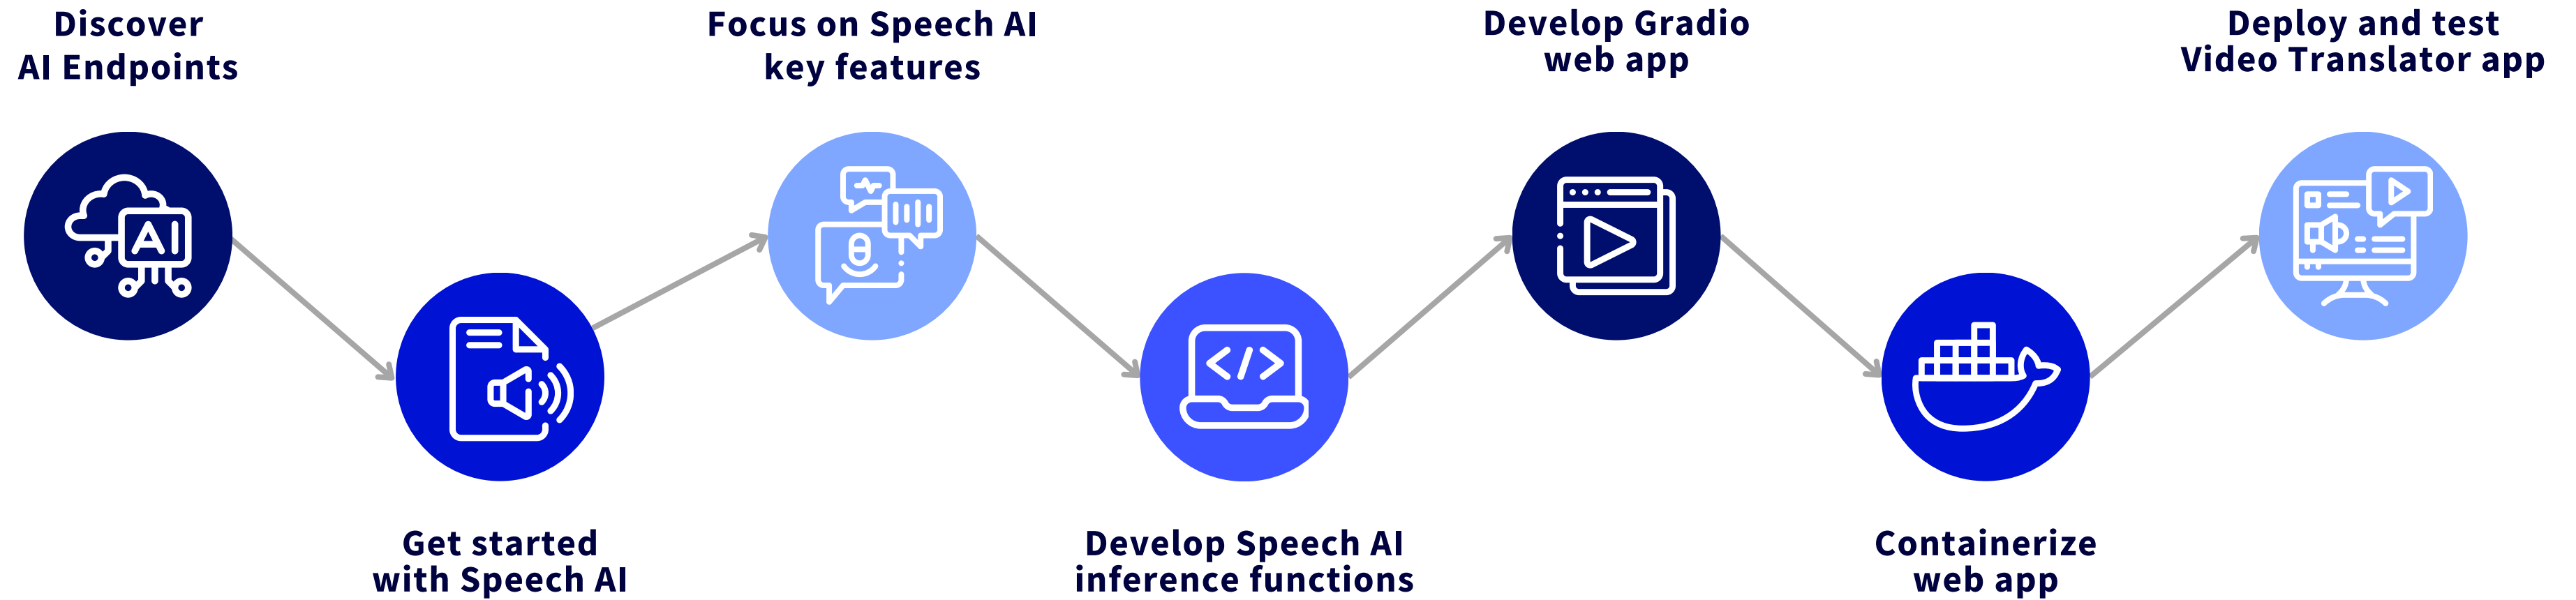 Discover
AI Endpoints
Get started
with Speech AI
Focus on Speech AI
key features
Develop Speech AI
inference functions
Develop Gradio
web app
Containerize
web app
Deploy and test
Video Translator app
AI
</>